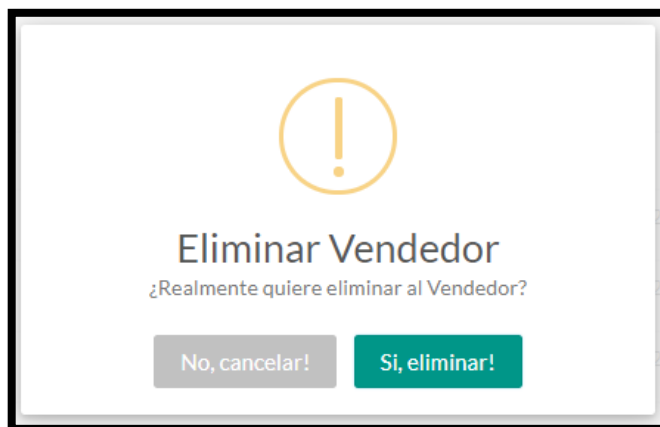 Eliminar Vendedor
¿Realmente quiere eliminar al Vendedor?
No, cancelar!
Si, eliminar!